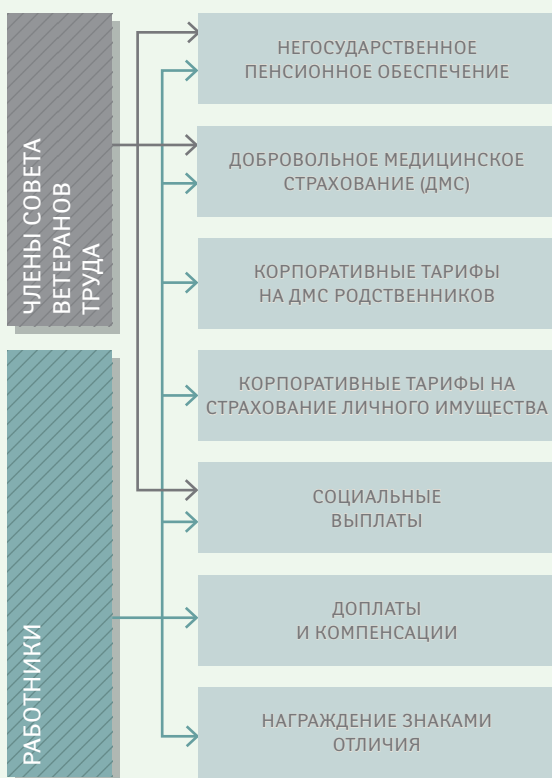 ЧЛЕНЫ СОВЕТА
ВЕТЕРАНОВ
ТРУДА
РАБОТНИКИ
НЕГОСУДАРСТВЕННОЕ
ПЕНСИОННОЕ ОБЕСПЕЧЕНИЕ
ДОБРОВОЛЬНОЕ МЕДИЦИНСКОЕ
СТРАХОВАНИЕ (ДМС)
КОРПОРАТИВНЫЕ ТАРИФЫ
НА ДМС РОДСТВЕННИКОВ
КОРПОРАТИВНЫЕ ТАРИФЫ НА
СТРАХОВАНИЕ ЛИЧНОГО ИМУЩЕСТВА
СОЦИАЛЬНЫЕ
ВЫПЛАТЫ
ДОПЛАТЫ
И КОМПЕНСАЦИИ
НАГРАЖДЕНИЕ ЗНАКАМИ
ОТЛИЧИЯ